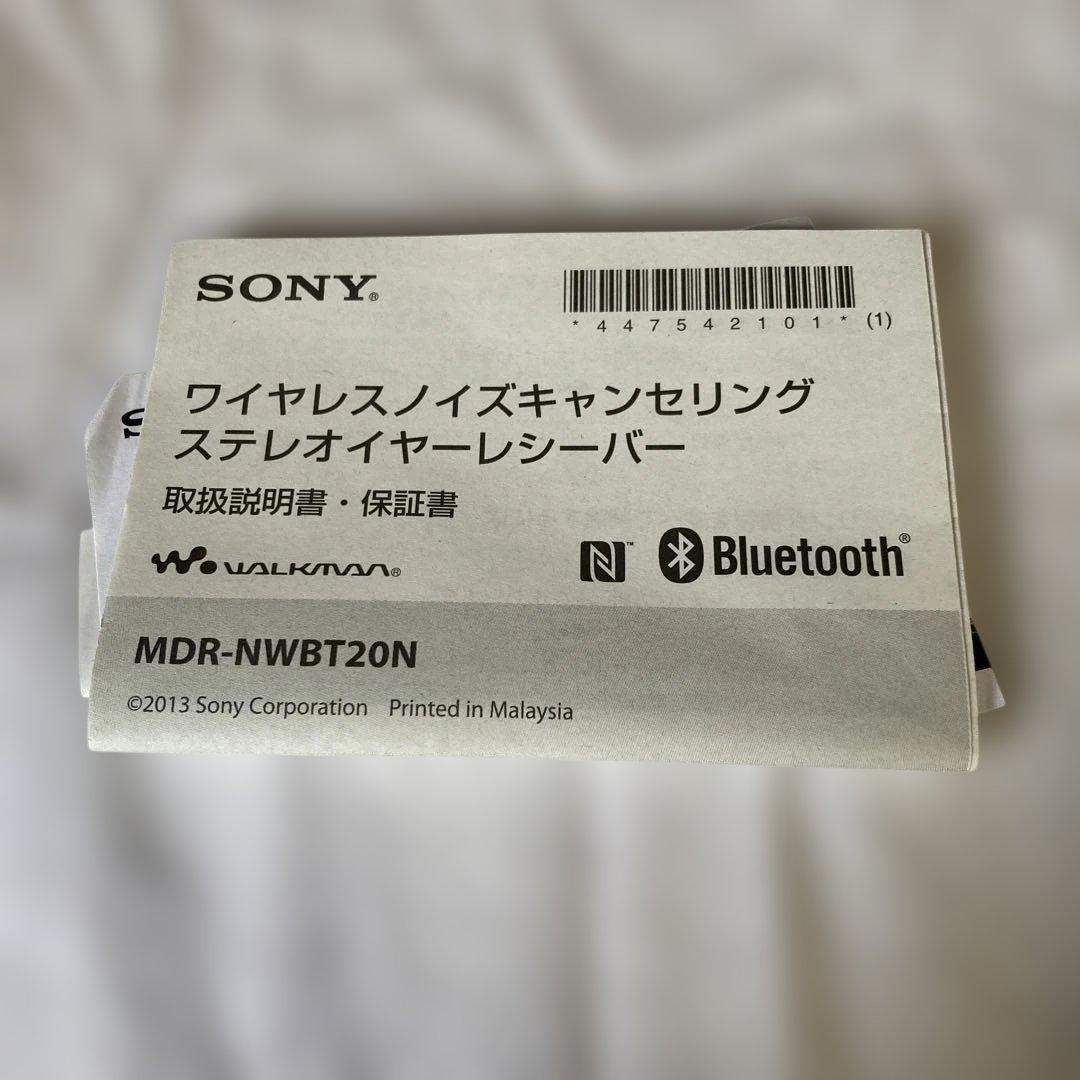 SONY®
*447542101* (1)
ワイヤレスノイズキャンセリング
ステレオイヤーレシーバー
取扱説明書・保証書
WALKMAN®
N™ Bluetooth®
MDR-NWBT20N
©2013 Sony Corporation Printed in Malaysia